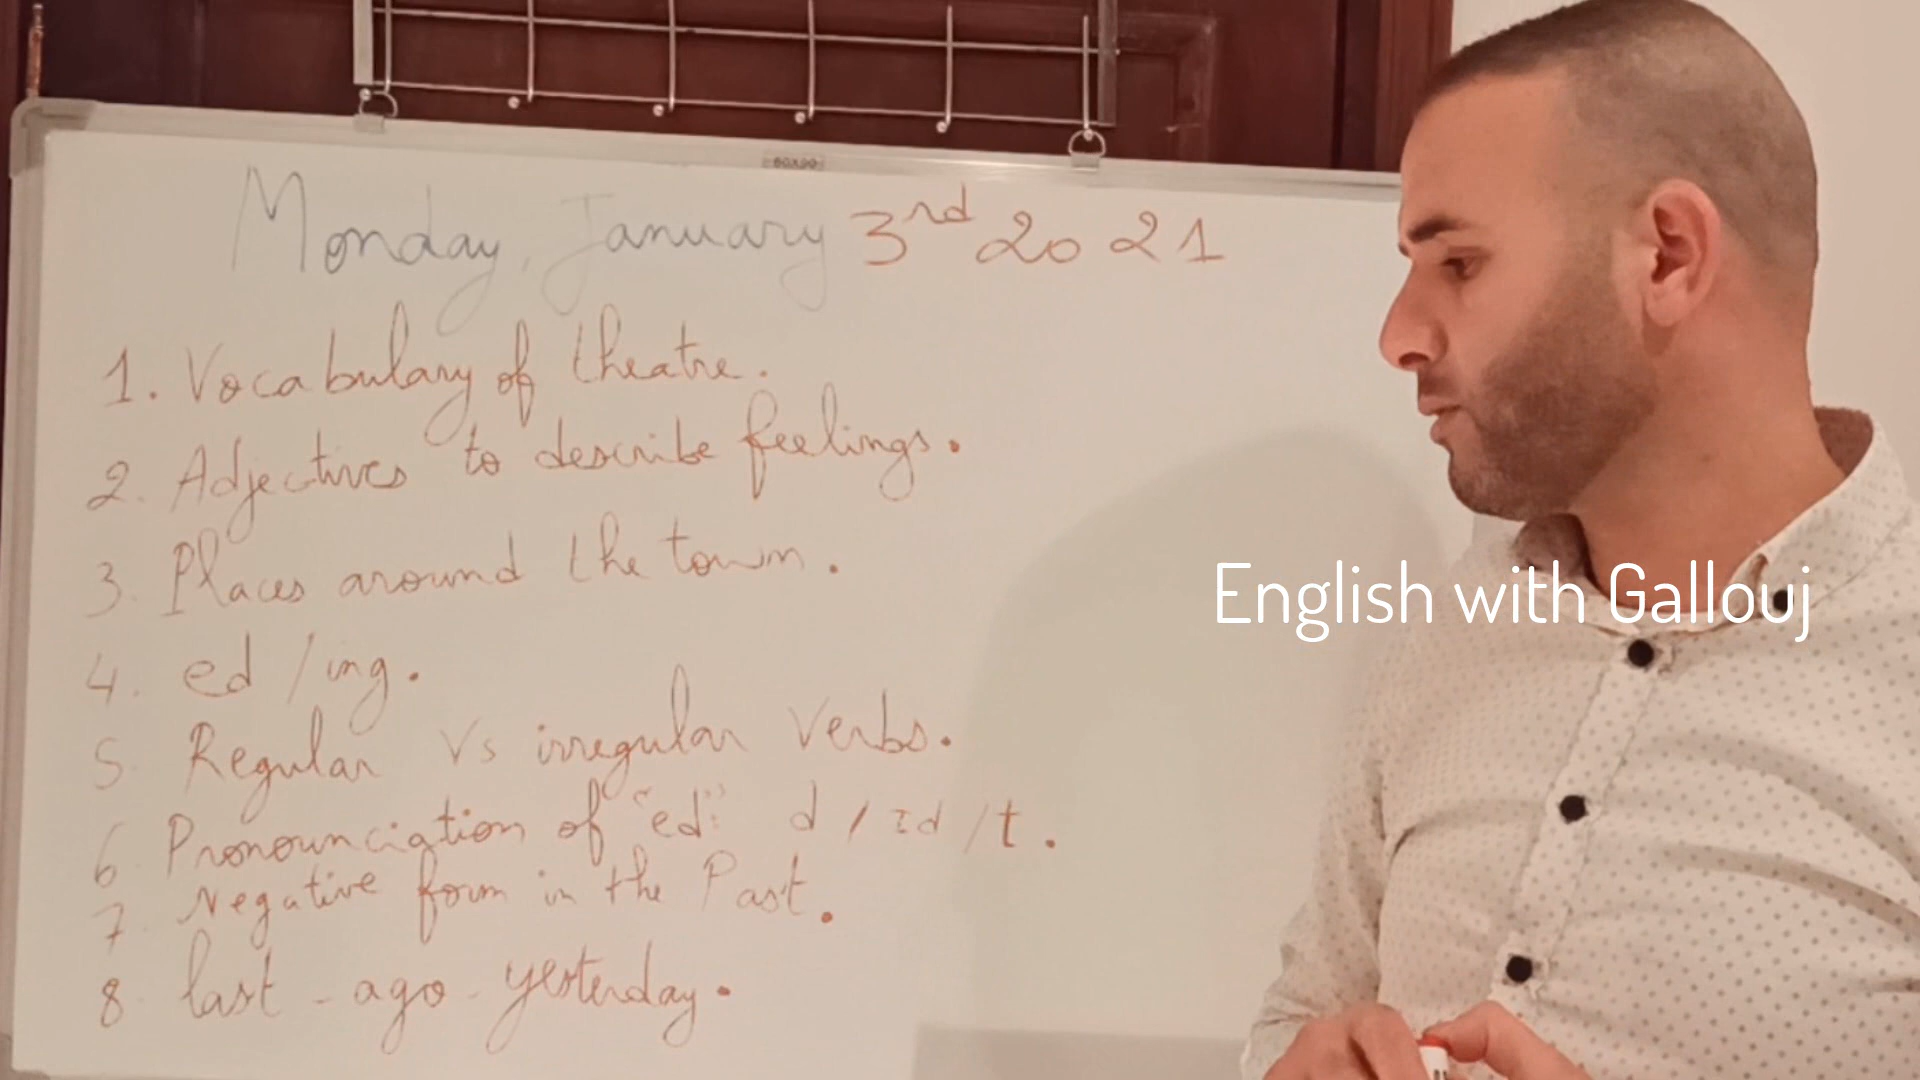 60X90
Monday, January 3rd 2021
1. Vocabulary of theatre.
2. Adjectives to describe feelings.
3. Places around the town.
4. ed / ing.
5 Regular Vs irregular Verbs.
6 Pronounciation of "ed": d / Id / t.
7. Negative form in the Past.
8 last - ago - yesterday.
English with Gallouj